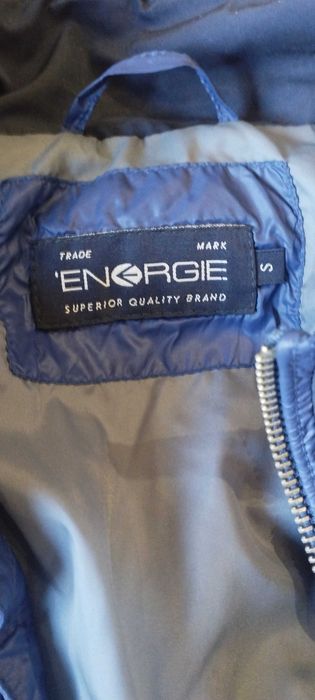 TRADE MARK
'ENERGIE
SUPERIOR QUALITY BRAND
S